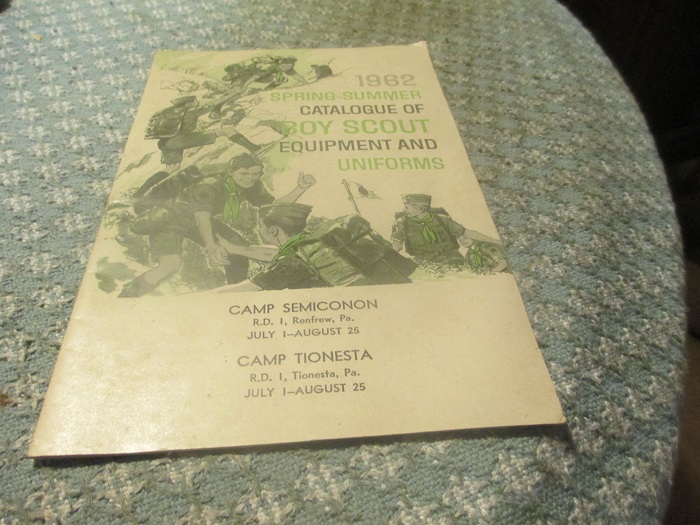 1962
SPRING-SUMMER
CATALOGUE OF
BOY SCOUT
EQUIPMENT AND
UNIFORMS
CAMP SEMICONON
R.D. 1, Renfrew, Pa.
JULY 1–AUGUST 25
CAMP TIONESTA
R.D. 1, Tionesta, Pa.
JULY 1–AUGUST 25